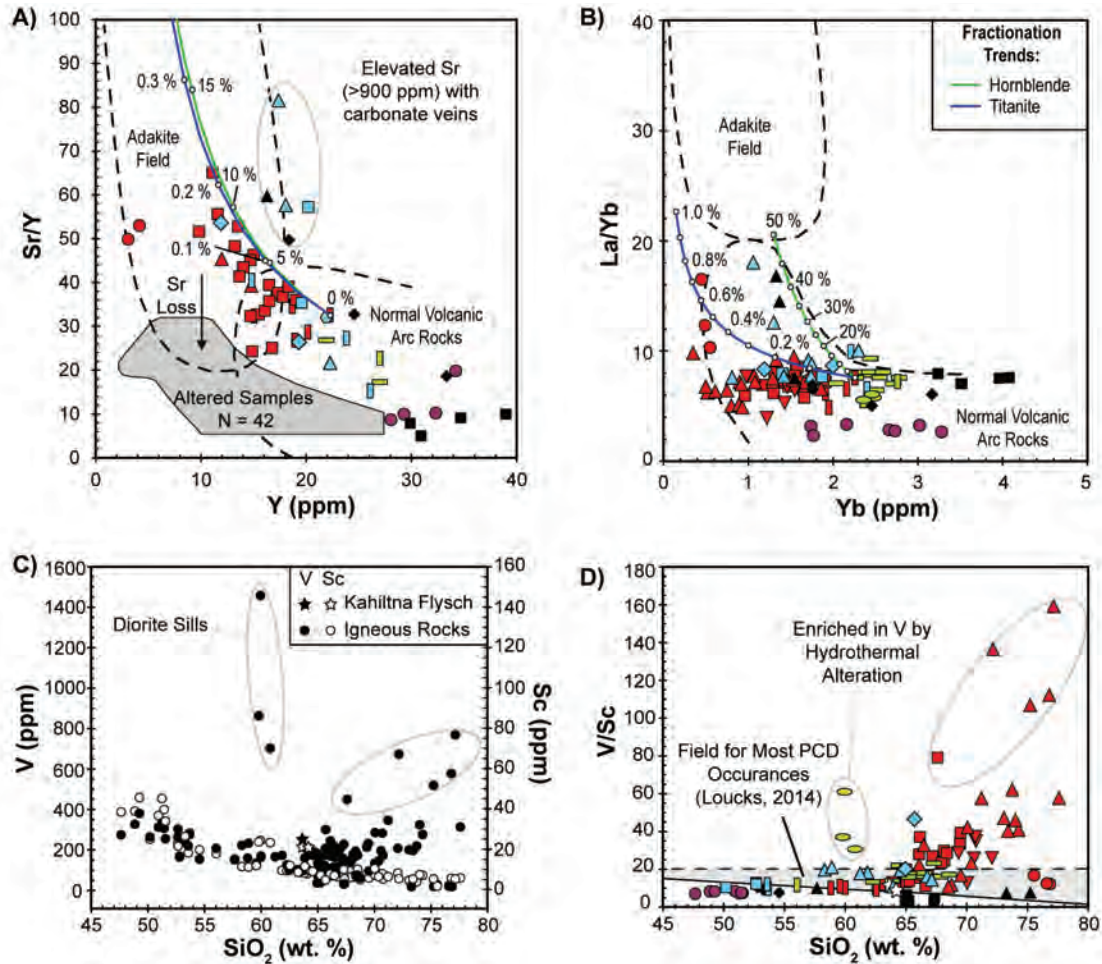 A)
100
90
80
70
60
50
40
30
20
10
0
Sr/Y
0
10
20
30
40
Y (ppm)
0.3 %
15 %
Elevated Sr
(>900 ppm) with
carbonate veins
Adakite
Field
0.2 %
10 %
0.1 %
5 %
Sr
Loss
0 %
Normal Volcanic
Arc Rocks
Altered Samples
N = 42
B)
40
30
20
10
0
La/Yb
0
1
2
3
4
5
Yb (ppm)
Fractionation
Trends:
Hornblende
Titanite
Adakite
Field
1.0 %
50 %
0.8%
40 %
0.6%
30%
0.4%
20%
0.2 %
Normal Volcanic
Arc Rocks
C)
1600
1400
1200
1000
800
600
400
200
0
V (ppm)
160
140
120
100
80
60
40
20
0
Sc (ppm)
45
50
55
60
65
70
75
80
SiO2 (wt. %)
V Sc
Kahiltna Flysch
Igneous Rocks
Diorite Sills
D)
180
160
140
120
100
80
60
40
20
0
V/Sc
45
50
55
60
65
70
75
80
SiO2 (wt. %)
Enriched in V by
Hydrothermal
Alteration
Field for Most PCD
Occurances
(Loucks, 2014)